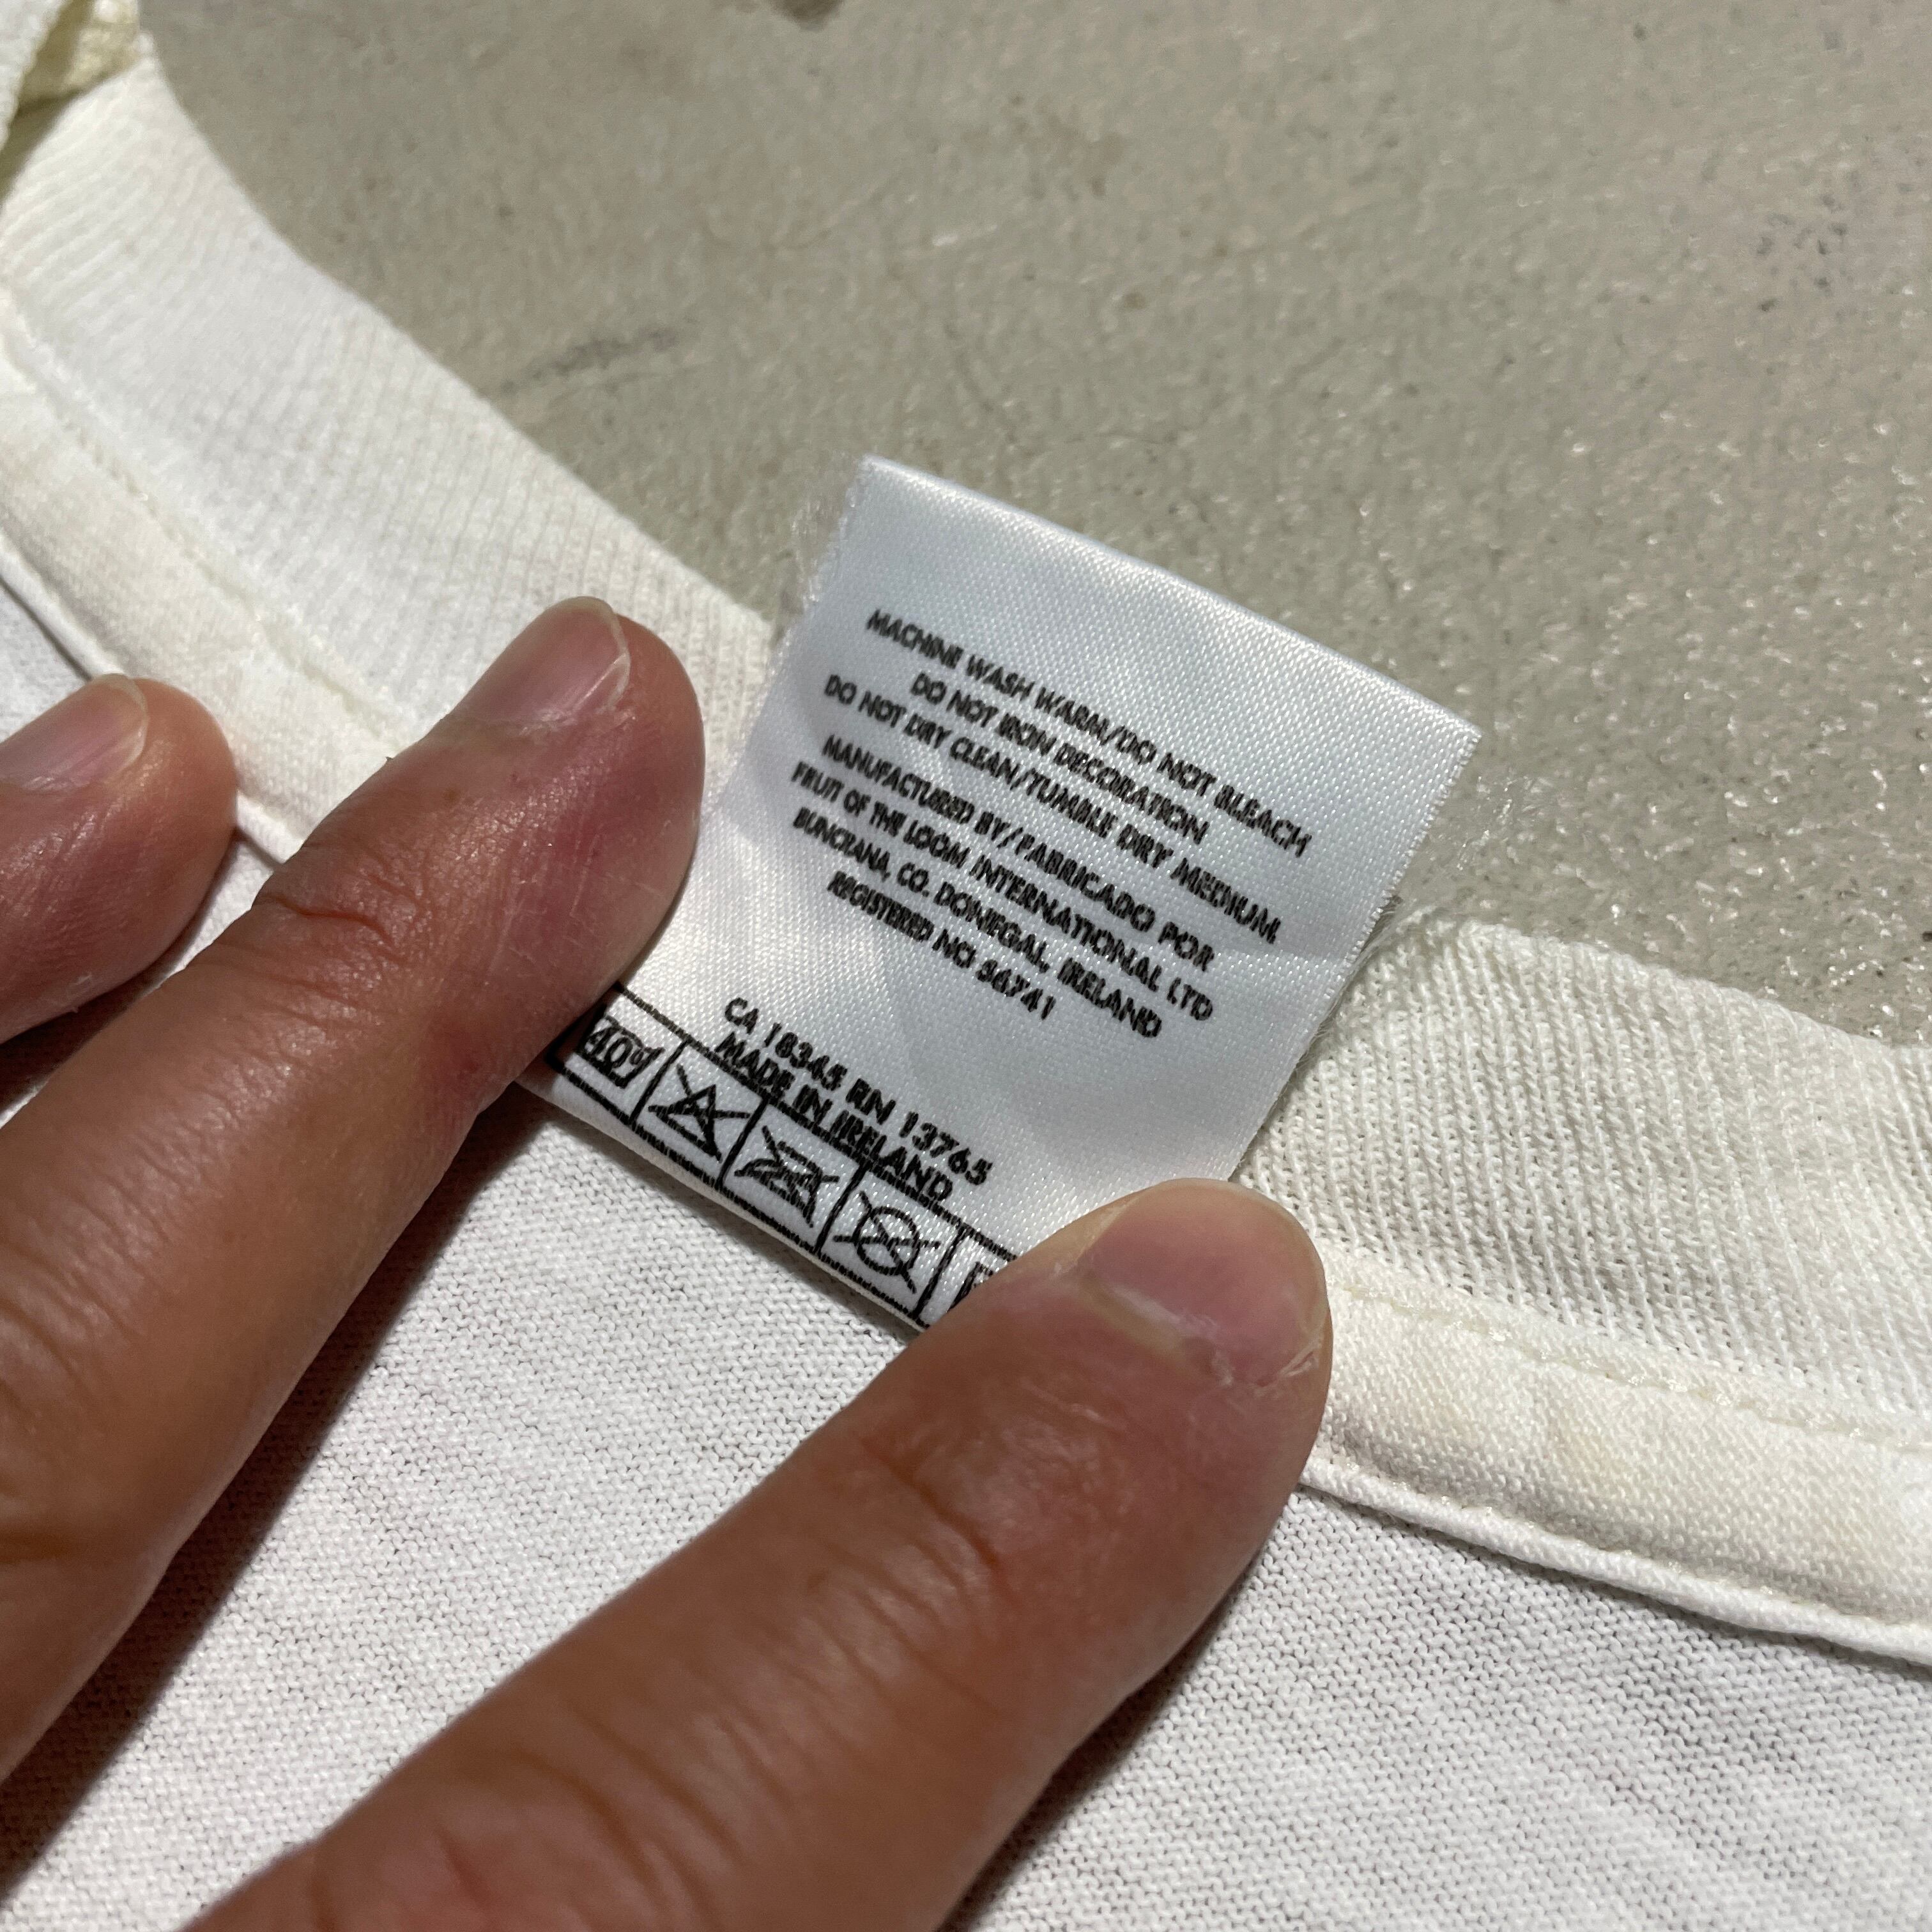 MACHINE WASH WARM/DO NOT BLEACH
DO NOT IRON DECORATION
DO NOT DRY CLEAN/TUMBLE DRY MEDIUM
MANUFACTURED BY/FABRICADO POR
FRUIT OF THE LOOM INTERNATIONAL LTD
BUNCRANA, CO. DONEGAL, IRELAND
REGISTERED NO 56741
CA 18345 RN 13765
MADE IN IRELAND
40°